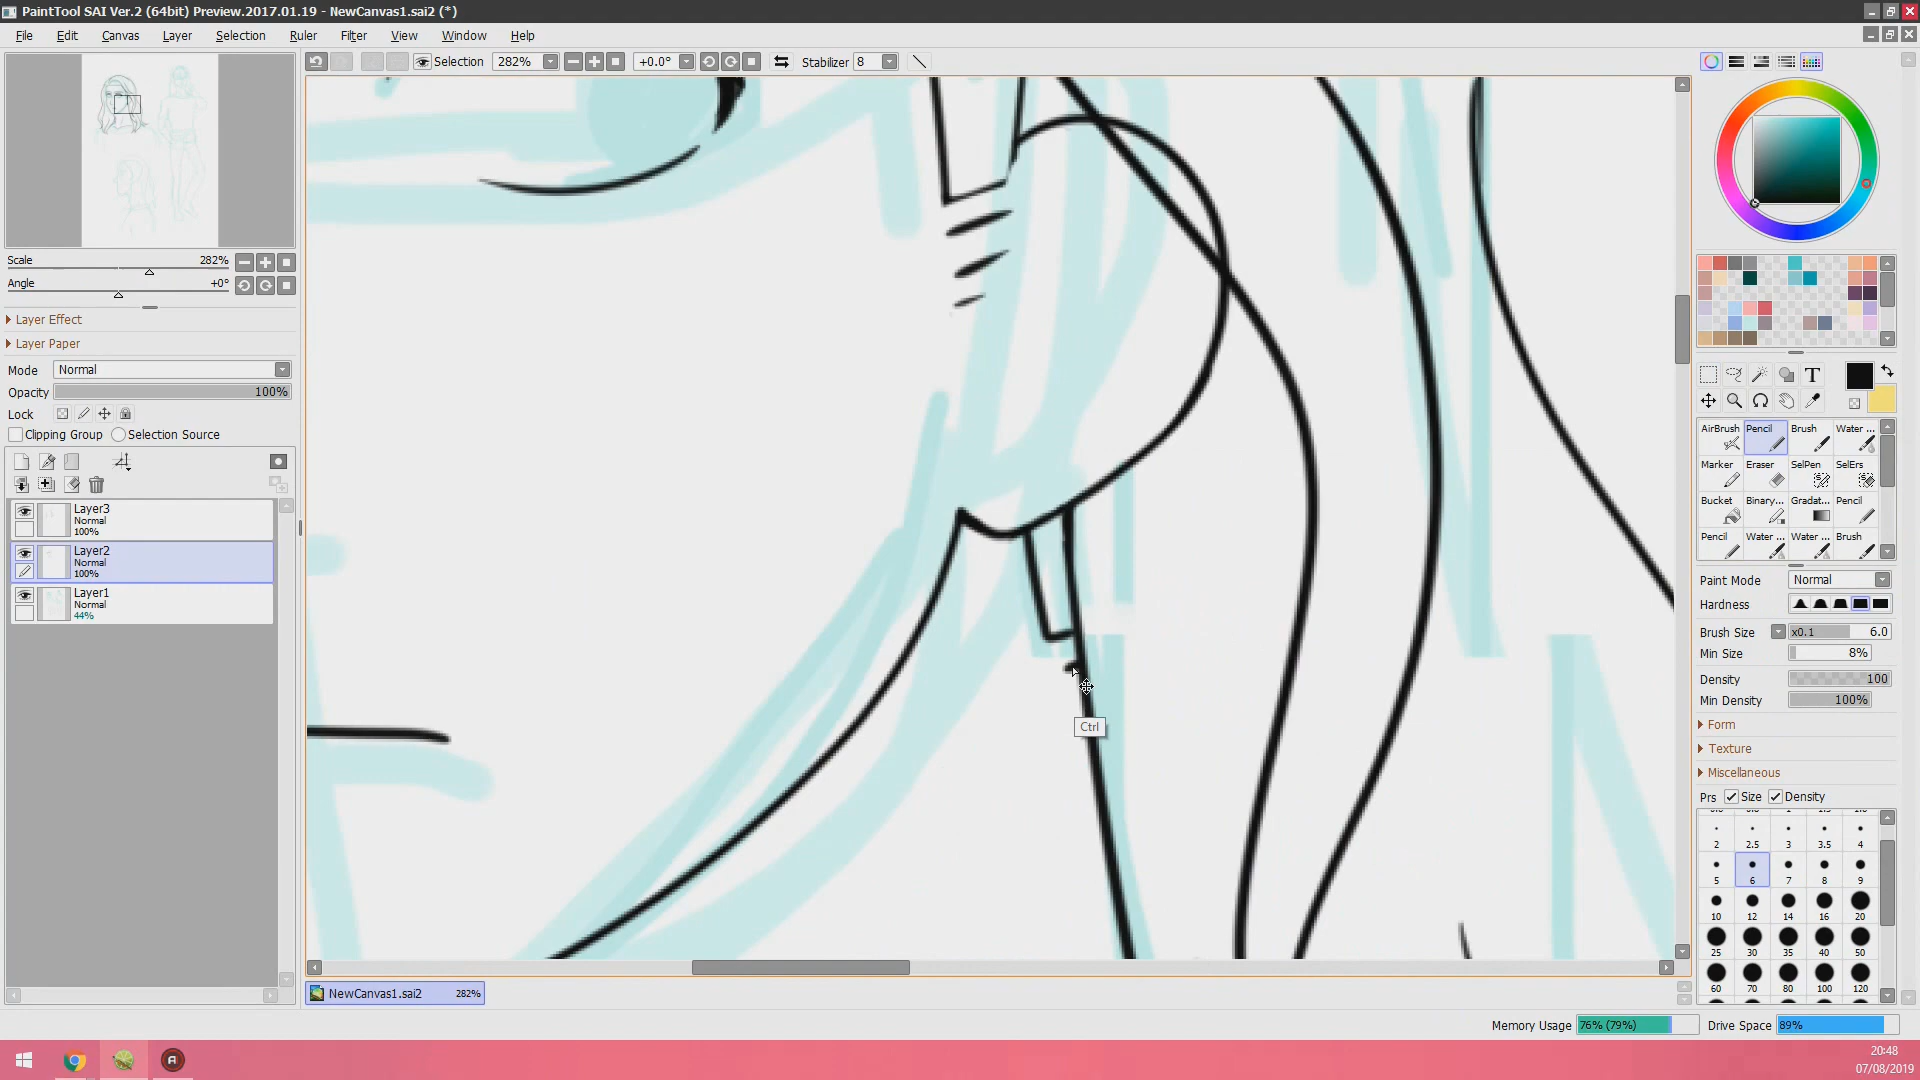 PaintTool SAI Ver.2 (64bit) Preview.2017.01.19 - NewCanvas1.sai2 (*)
File Edit Canvas Layer Selection Ruler Filter View Window Help
Selection 282% +0.0° Stabilizer 8
Scale 282%
Angle +0°
Layer Effect
Layer Paper
Mode Normal
Opacity 100%
Lock
Clipping Group Selection Source
Layer3
Normal
100%
Layer2
Normal
100%
Layer1
Normal
44%
Ctrl
NewCanvas1.sai2 282%
T
AirBrush Pencil Brush Water ...
Marker Eraser SelPen SelErs
Bucket Binary... Gradat... Pencil
Pencil Water ... Water ... Brush
Paint Mode Normal
Hardness
Brush Size x0.1 6.0
Min Size 8%
Density 100
Min Density 100%
Form
Texture
Miscellaneous
Prs Size Density
2 2.5 3 3.5 4
5 6 7 8 9
10 12 14 16 20
25 30 35 40 50
60 70 80 100 120
Memory Usage 76% (79%) Drive Space 89%
20:48
07/08/2019